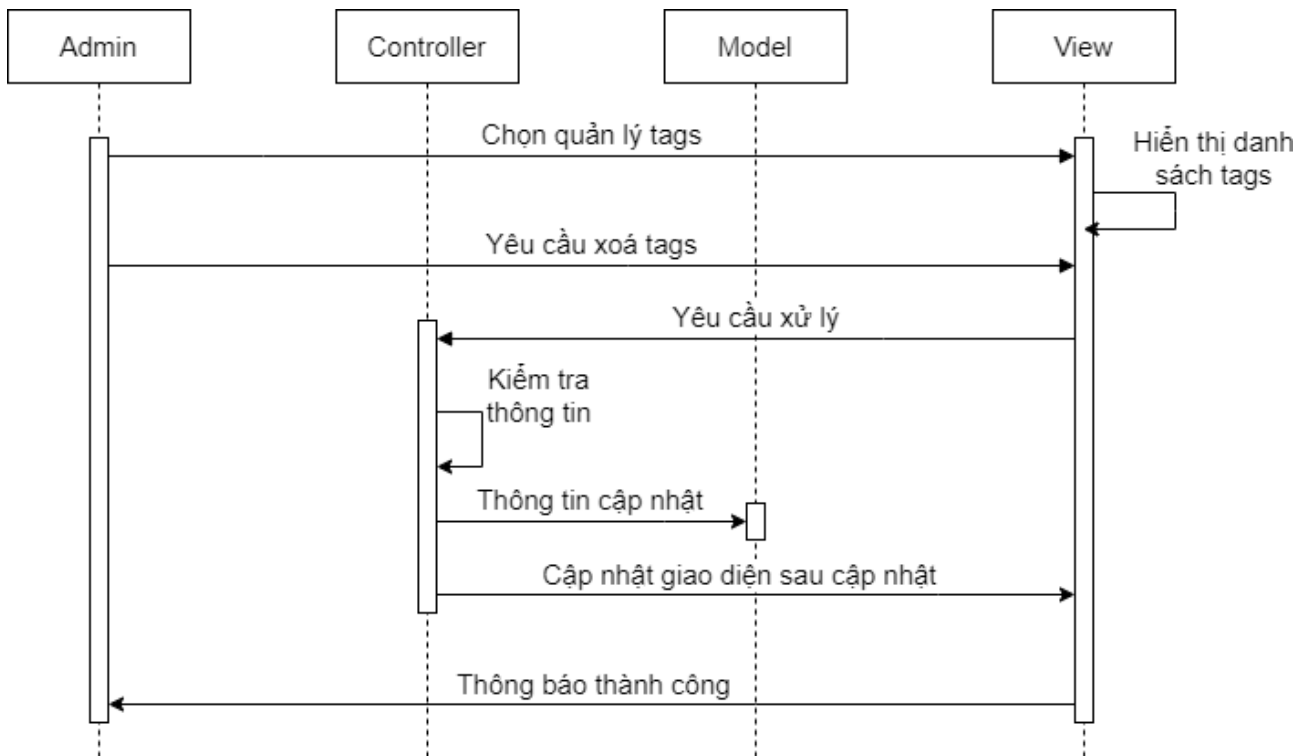 Admin
Controller
Model
View
Chọn quản lý tags
Hiển thị danh
sách tags
Yêu cầu xoá tags
Yêu cầu xử lý
Kiểm tra
thông tin
Thông tin cập nhật
Cập nhật giao diện sau cập nhật
Thông báo thành công